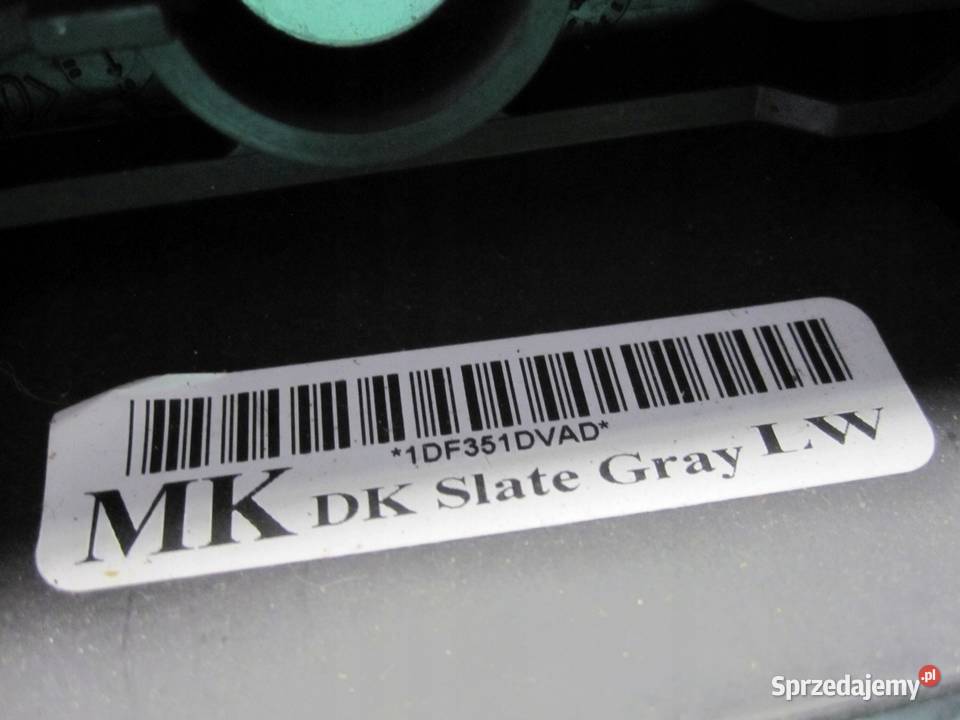 *1DF351DVAD*
MK DK Slate Gray LW
Sprzedajemy.pl